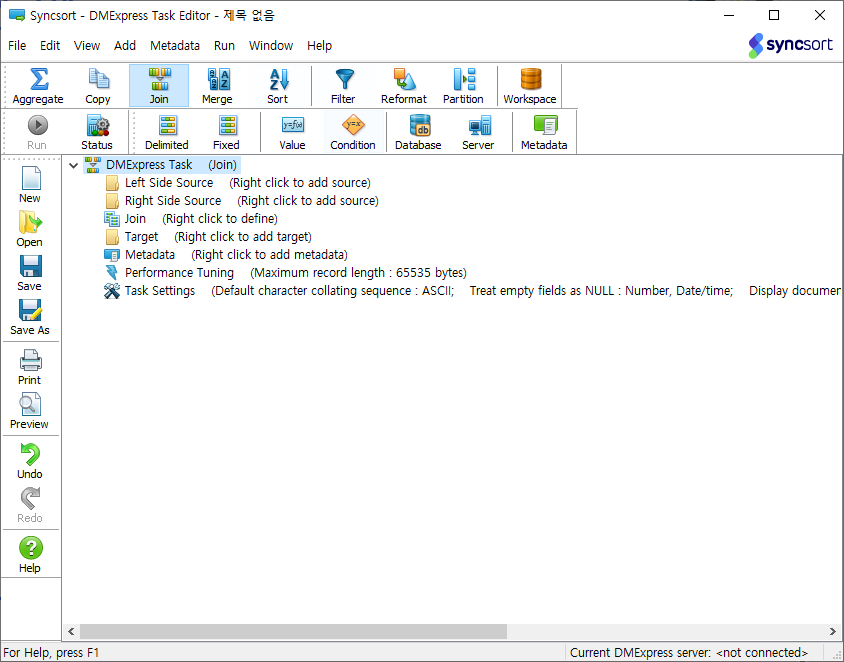 Syncsort - DMExpress Task Editor - 제목 없음
File Edit View Add Metadata Run Window Help
syncsort
Aggregate Copy Join Merge Sort Filter Reformat Partition Workspace
Run Status Delimited Fixed Value Condition Database Server Metadata
New
Open
Save
Save As
Print
Preview
Undo
Redo
Help
DMExpress Task (Join)
Left Side Source (Right click to add source)
Right Side Source (Right click to add source)
Join (Right click to define)
Target (Right click to add target)
Metadata (Right click to add metadata)
Performance Tuning (Maximum record length : 65535 bytes)
Task Settings (Default character collating sequence : ASCII; Treat empty fields as NULL : Number, Date/time; Display documer
For Help, press F1
Current DMExpress server: <not connected>